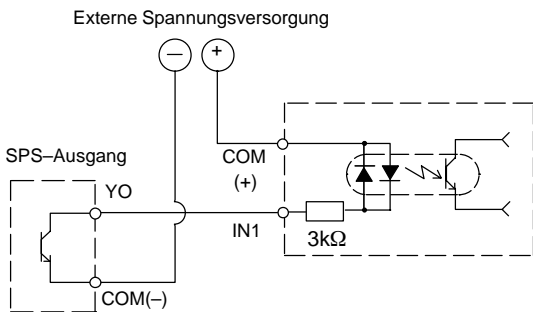 Externe Spannungsversorgung
— +
SPS–Ausgang
YO
COM
(+)
IN1
3kΩ
COM(–)